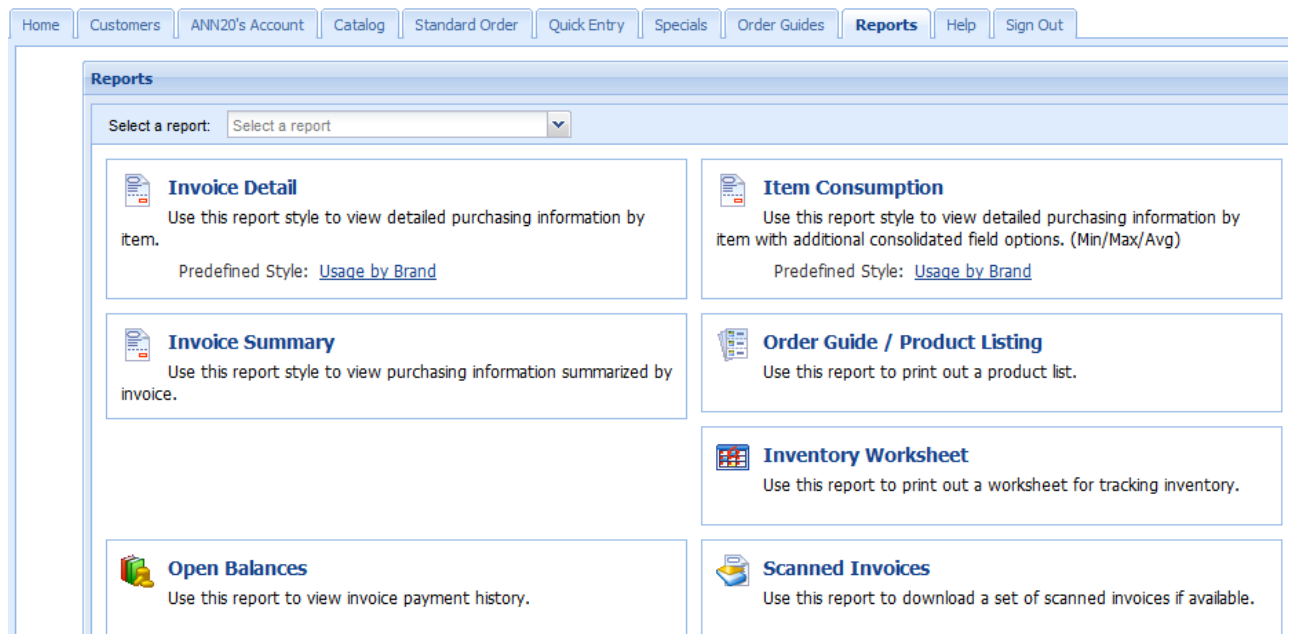 Home Customers ANN20's Account Catalog Standard Order Quick Entry Specials Order Guides Reports Help Sign Out
Reports
Select a report: Select a report
Invoice Detail
Use this report style to view detailed purchasing information by
item.
Predefined Style: Usage by Brand
Item Consumption
Use this report style to view detailed purchasing information by
item with additional consolidated field options. (Min/Max/Avg)
Predefined Style: Usage by Brand
Invoice Summary
Use this report style to view purchasing information summarized by
invoice.
Order Guide / Product Listing
Use this report to print out a product list.
Inventory Worksheet
Use this report to print out a worksheet for tracking inventory.
Open Balances
Use this report to view invoice payment history.
Scanned Invoices
Use this report to download a set of scanned invoices if available.